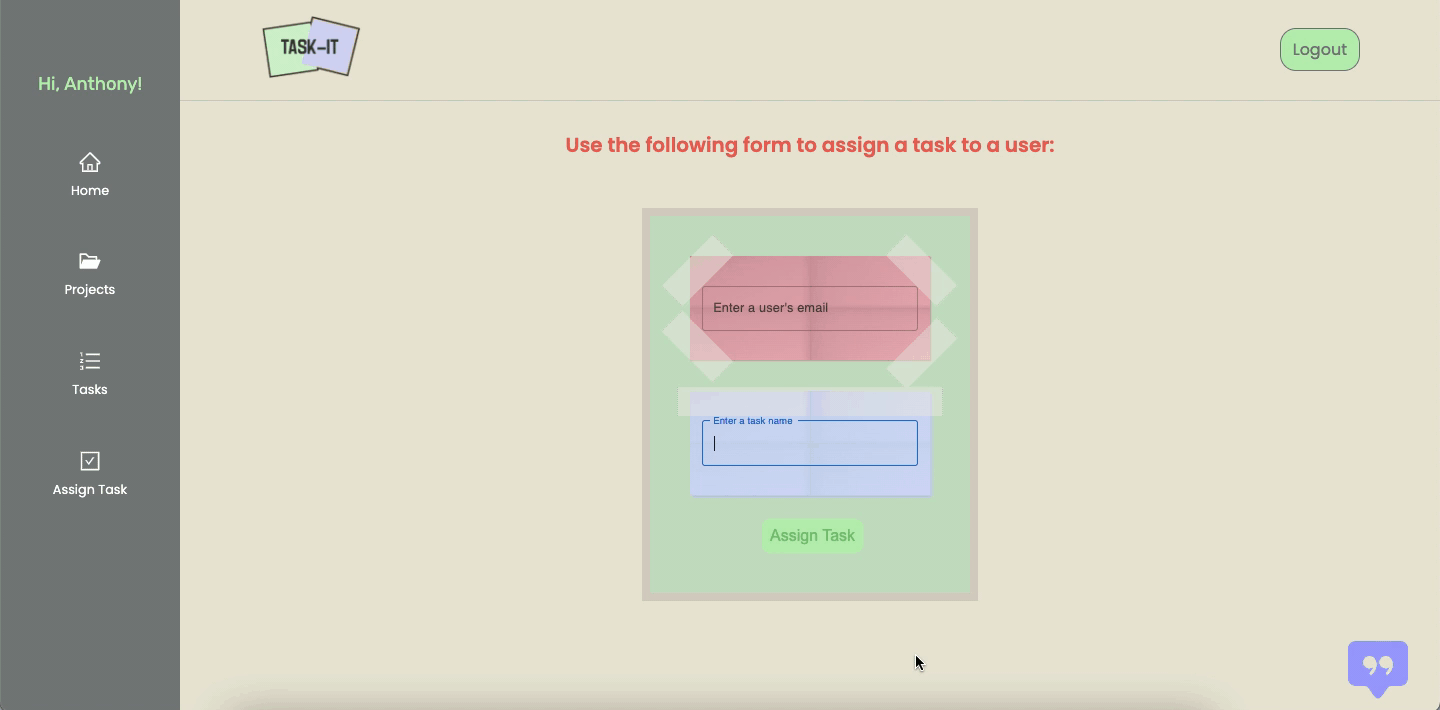 TASK-IT
Logout
Hi, Anthony!
Home
Projects
Tasks
Assign Task
Use the following form to assign a task to a user:
Enter a user's email
Enter a task name
Assign Task